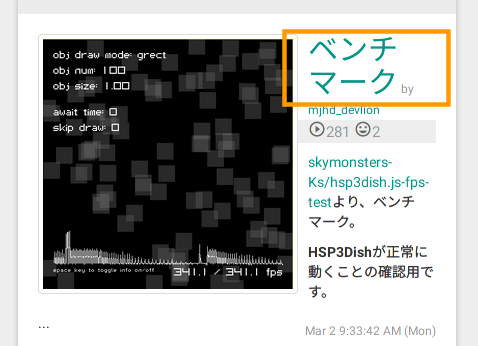 obj draw mode: grect
obj num: 100
obj size: 1.00
await time: 0
skip draw: 0
space key to toggle info on/off
341.1 / 341.1 fps
ベンチ
マーク by
mjhd_devlion
281 2
skymonsters-
Ks/hsp3dish.js-fps-
testより、ベンチ
マーク。
HSP3Dishが正常に
動くことの確認用で
す。
...
Mar 2 9:33:42 AM (Mon)